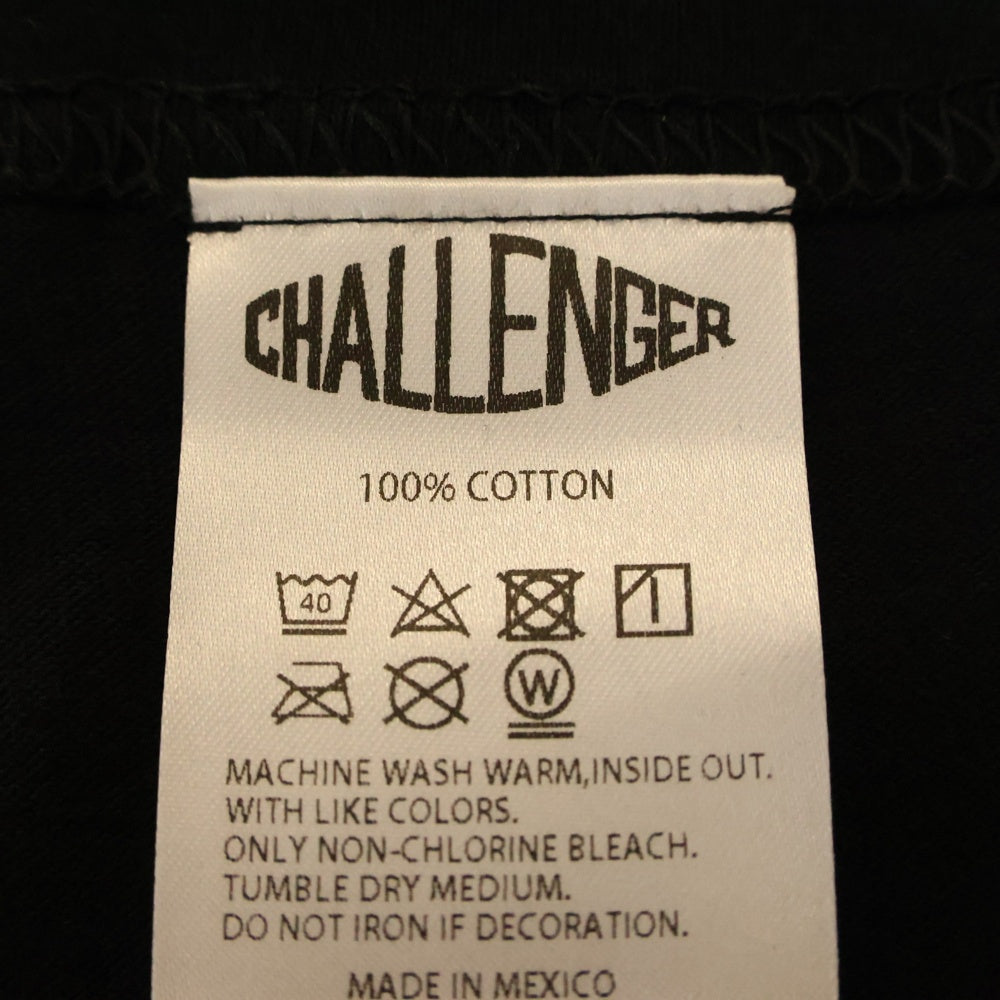 CHALLENGER
100% COTTON
40
W
MACHINE WASH WARM,INSIDE OUT.
WITH LIKE COLORS.
ONLY NON-CHLORINE BLEACH.
TUMBLE DRY MEDIUM.
DO NOT IRON IF DECORATION.
MADE IN MEXICO